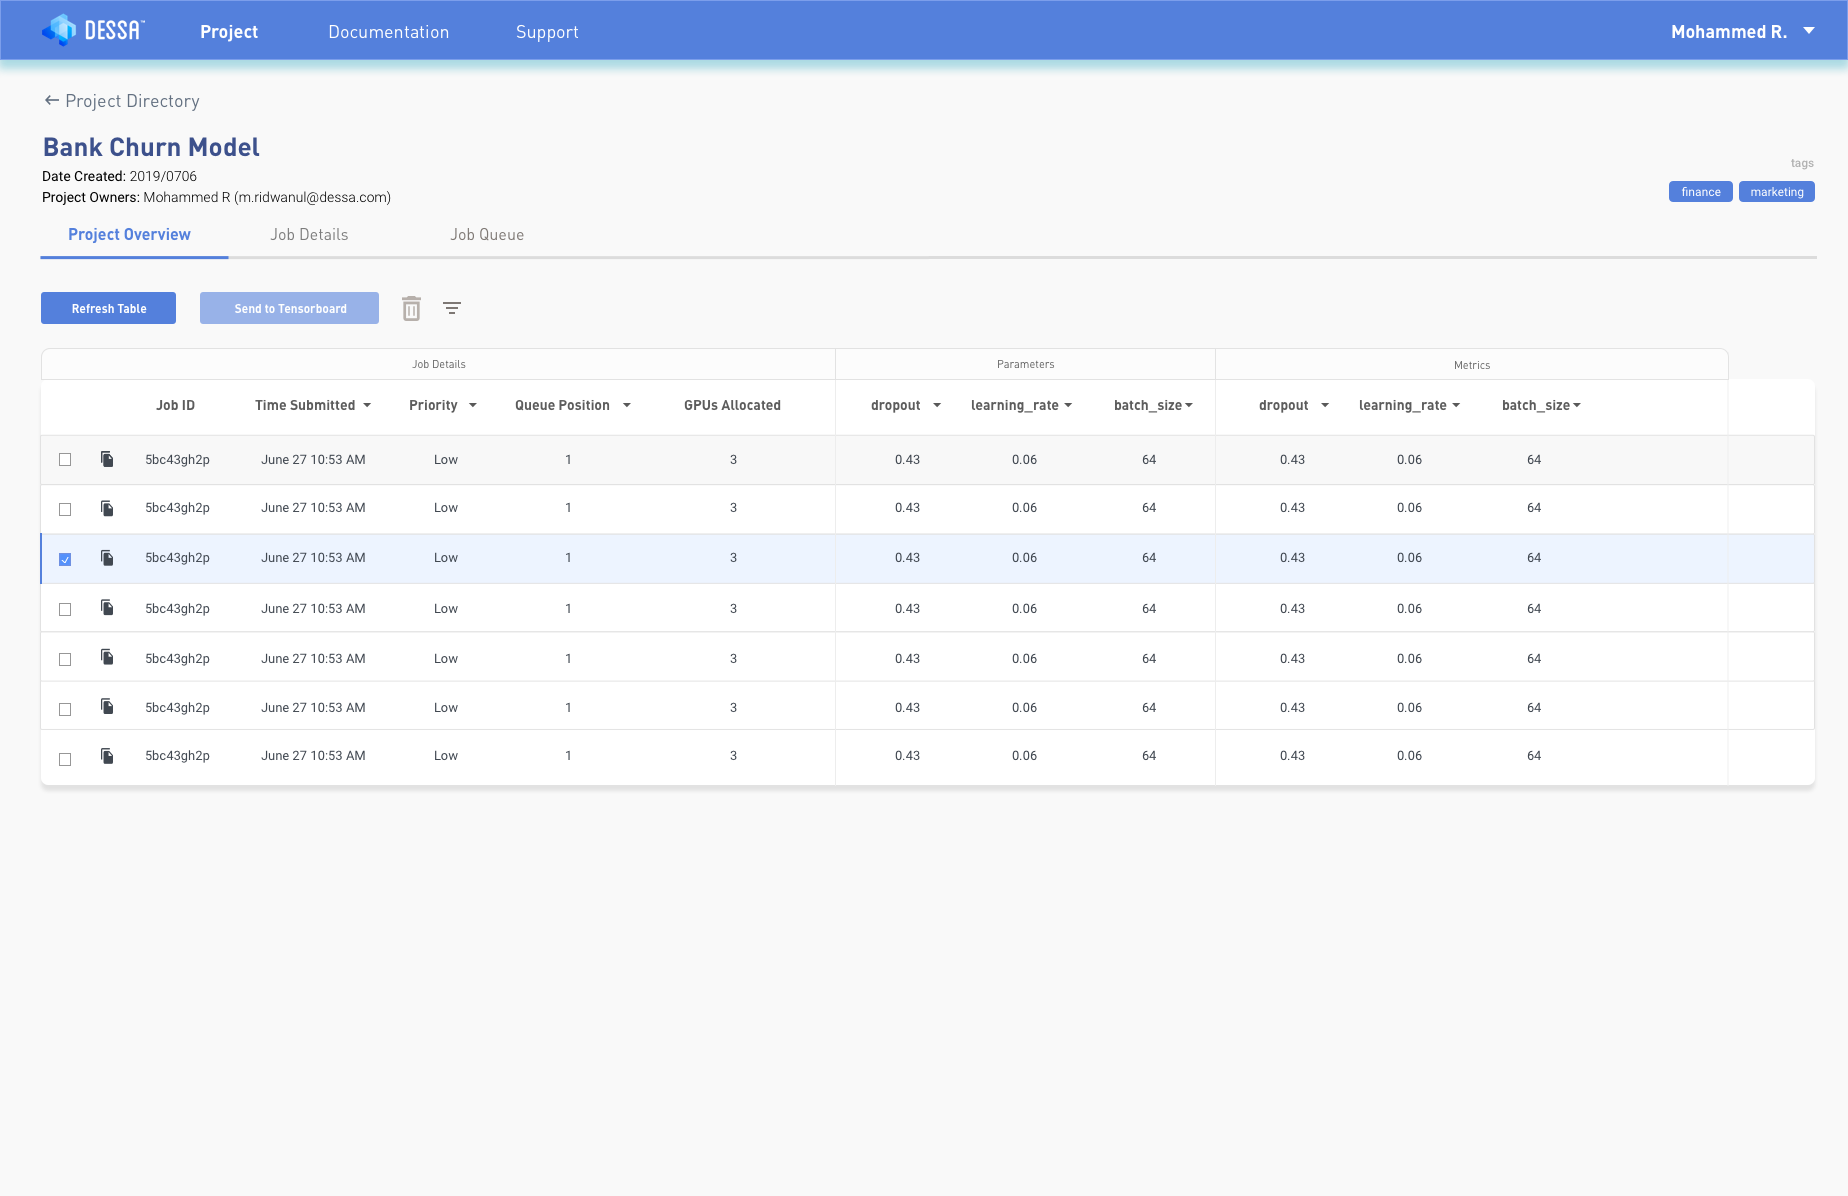 DESSA™ Project Documentation Support Mohammed R.
← Project Directory
Bank Churn Model
tags
Date Created: 2019/0706
finance marketing
Project Owners: Mohammed R (m.ridwanul@dessa.com)
Project Overview Job Details Job Queue
Refresh Table Send to Tensorboard
Job Details Parameters Metrics
Job ID Time Submitted Priority Queue Position GPUs Allocated dropout learning_rate batch_size dropout learning_rate batch_size
5bc43gh2p June 27 10:53 AM Low 1 3 0.43 0.06 64 0.43 0.06 64
5bc43gh2p June 27 10:53 AM Low 1 3 0.43 0.06 64 0.43 0.06 64
5bc43gh2p June 27 10:53 AM Low 1 3 0.43 0.06 64 0.43 0.06 64
5bc43gh2p June 27 10:53 AM Low 1 3 0.43 0.06 64 0.43 0.06 64
5bc43gh2p June 27 10:53 AM Low 1 3 0.43 0.06 64 0.43 0.06 64
5bc43gh2p June 27 10:53 AM Low 1 3 0.43 0.06 64 0.43 0.06 64
5bc43gh2p June 27 10:53 AM Low 1 3 0.43 0.06 64 0.43 0.06 64